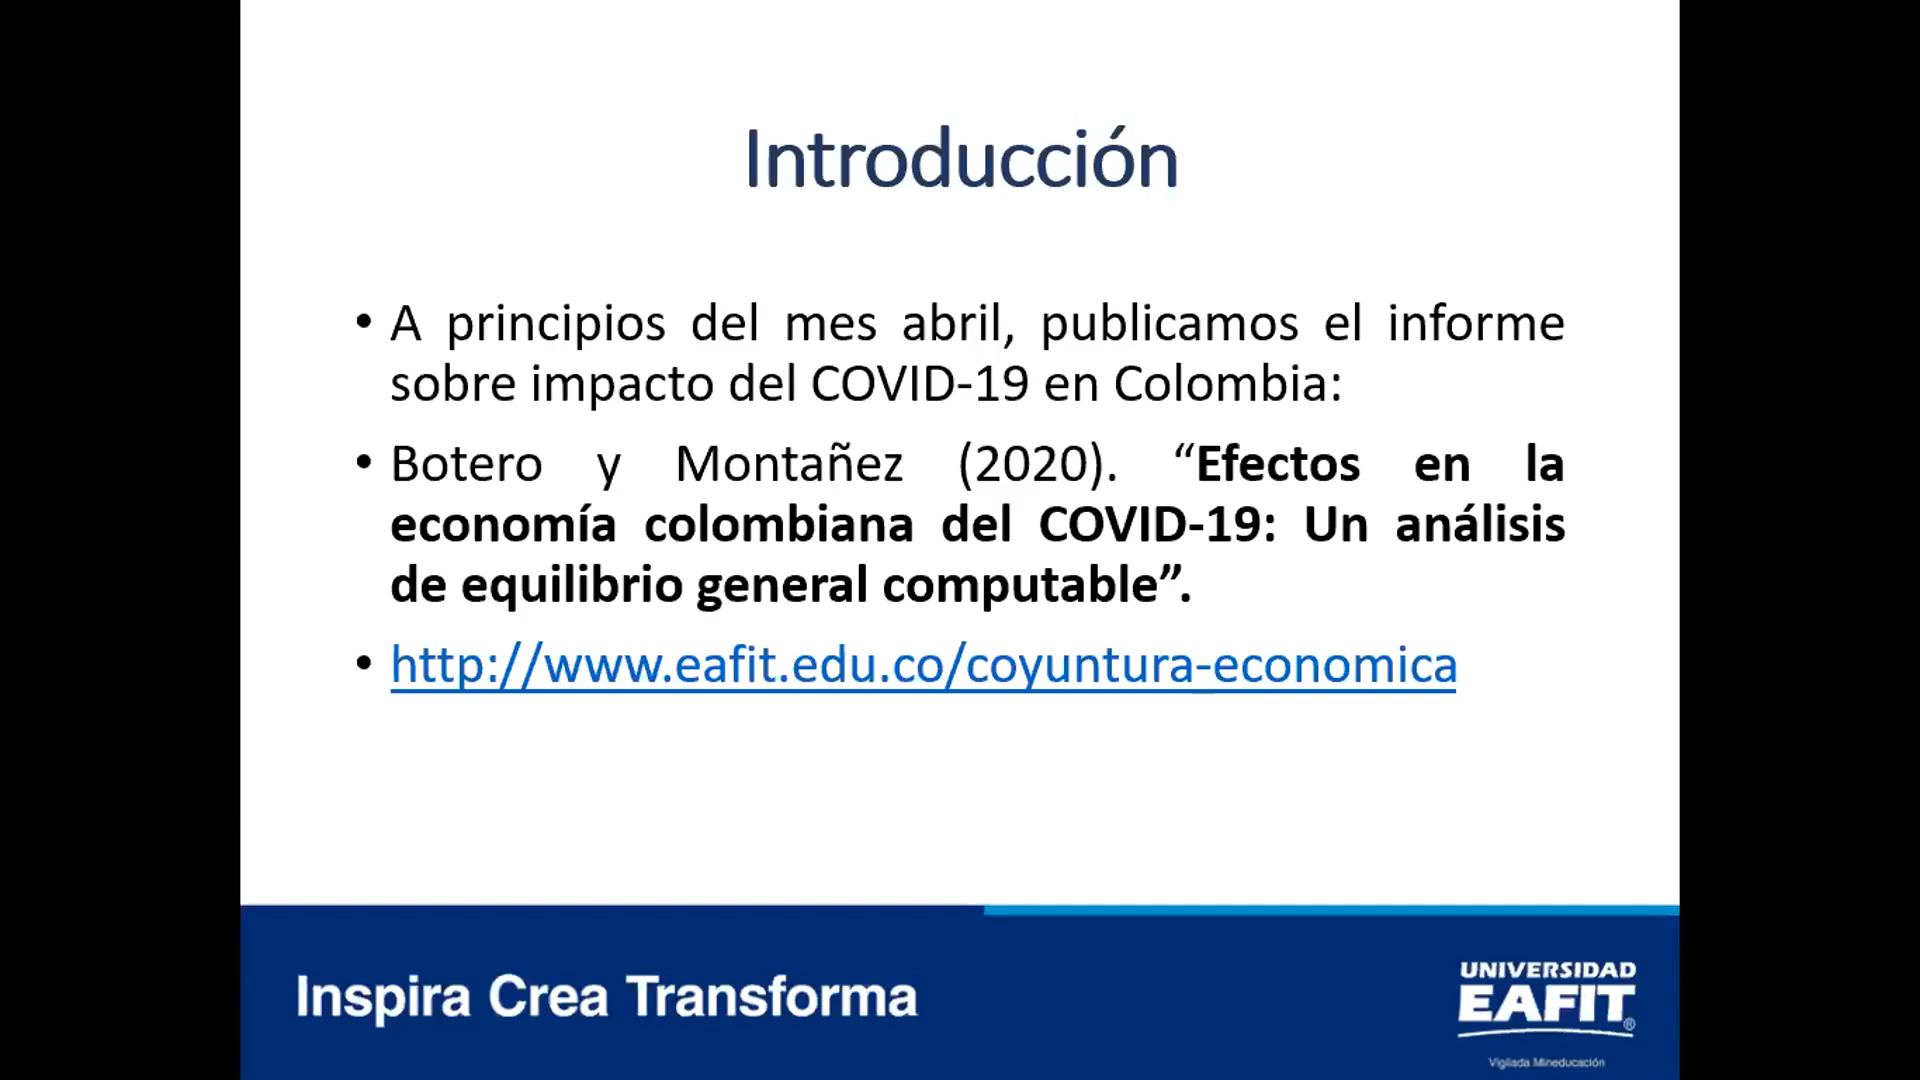 Introducción
• A principios del mes abril, publicamos el informe
sobre impacto del COVID-19 en Colombia:
• Botero y Montañez (2020). “Efectos en la
economía colombiana del COVID-19: Un análisis
de equilibrio general computable”.
• http://www.eafit.edu.co/coyuntura-economica
Inspira Crea Transforma
UNIVERSIDAD
EAFIT®
Vigilada Mineducación